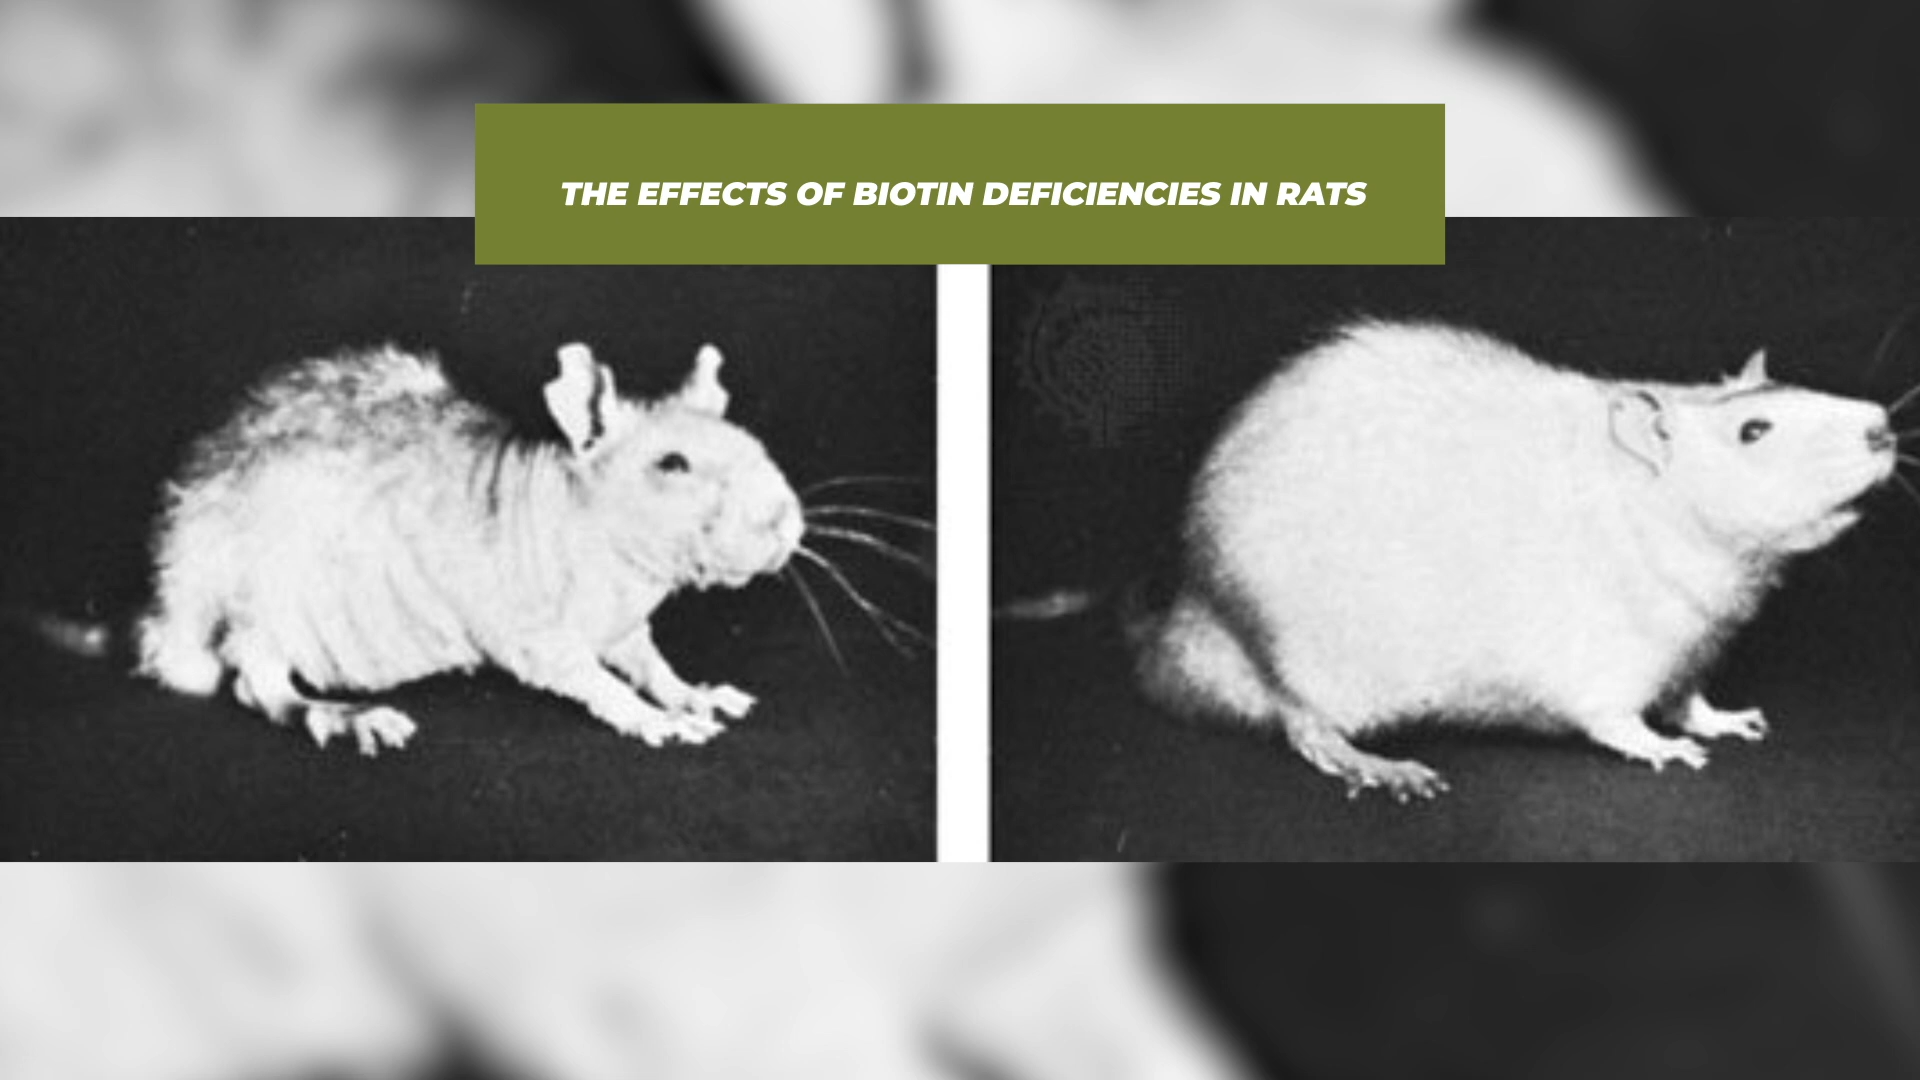 THE EFFECTS OF BIOTIN DEFICIENCIES IN RATS